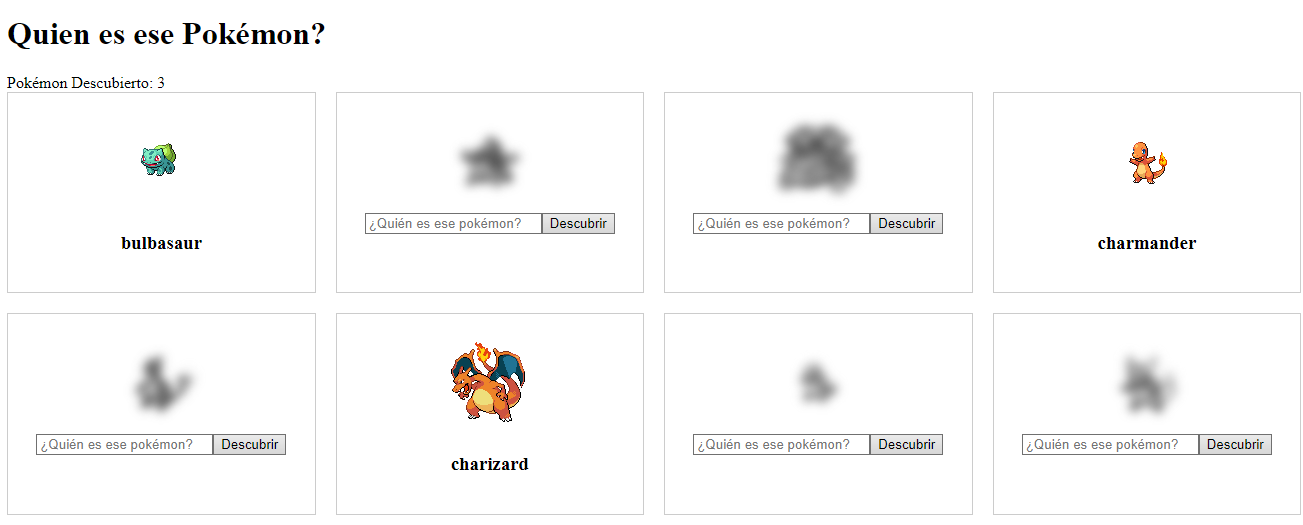 Quien es ese Pokémon?
Pokémon Descubierto: 3
bulbasaur
¿Quién es ese pokémon? Descubrir
¿Quién es ese pokémon? Descubrir
charmander
¿Quién es ese pokémon? Descubrir
charizard
¿Quién es ese pokémon? Descubrir
¿Quién es ese pokémon? Descubrir